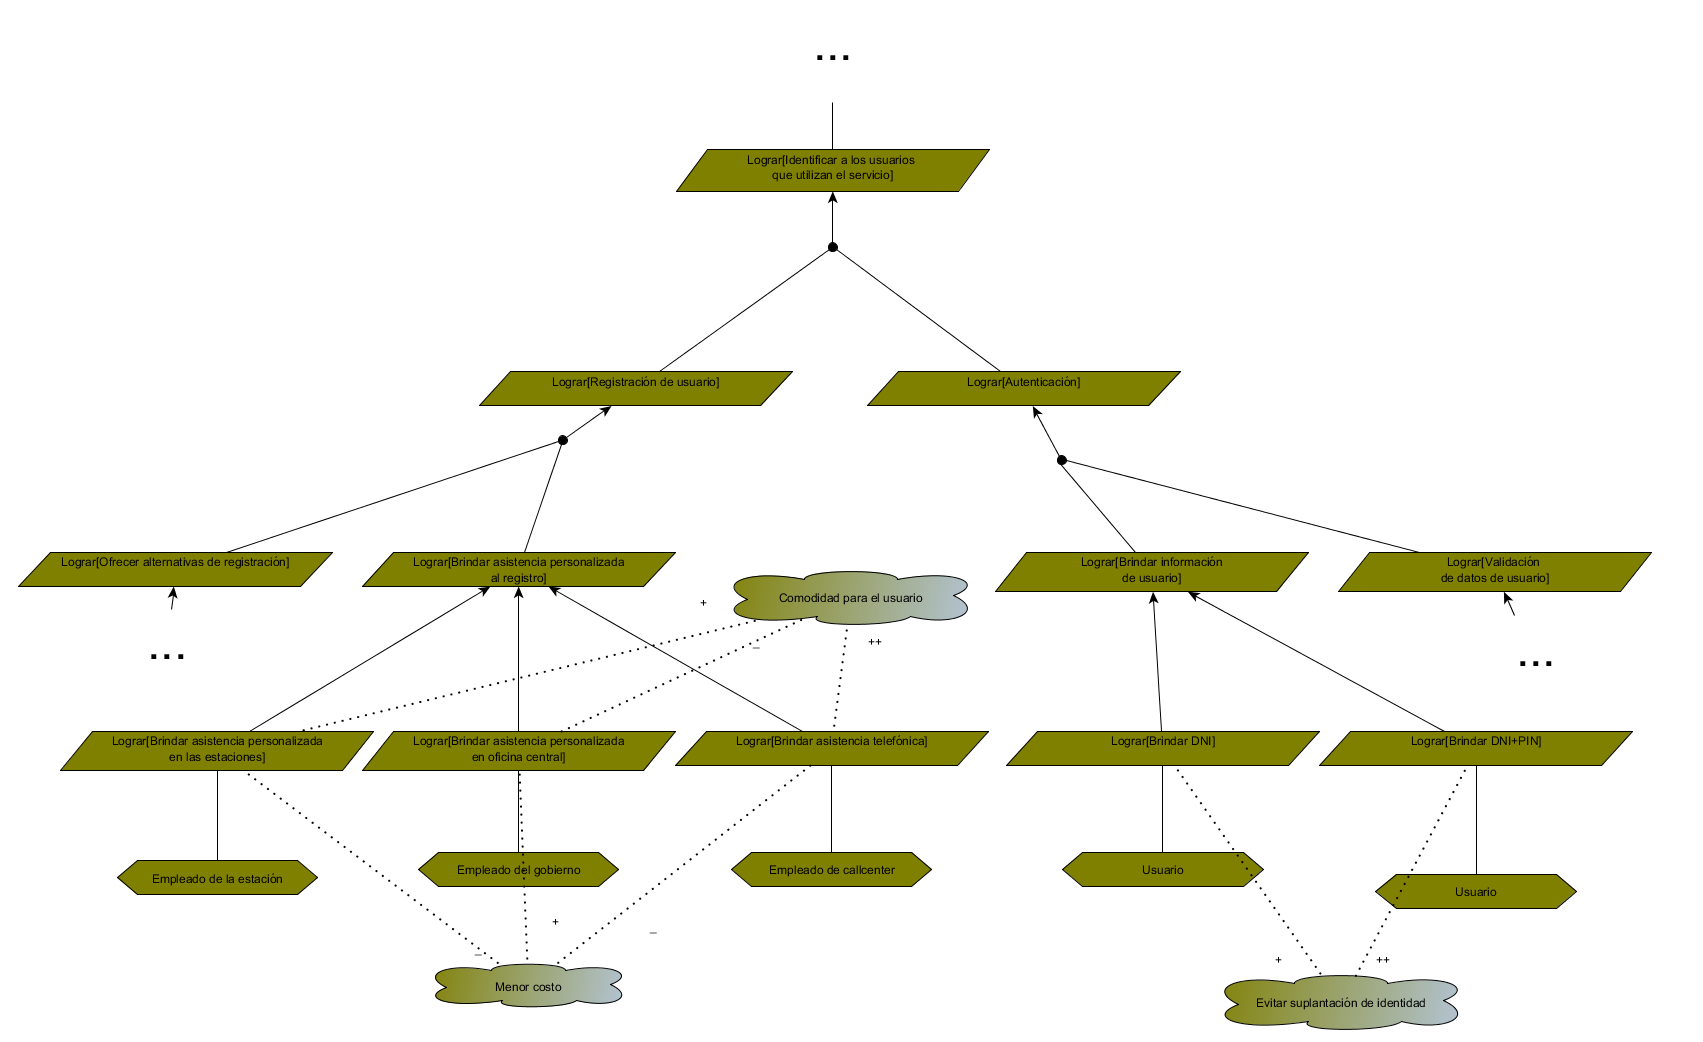 ...
Lograr[Identificar a los usuarios
que utilizan el servicio]
Lograr[Registración de usuario]
Lograr[Autenticación]
Lograr[Ofrecer alternativas de registración]
Lograr[Brindar asistencia personalizada
al registro]
Lograr[Brindar información
de usuario]
Lograr[Validación
de datos de usuario]
Comodidad para el usuario
+
–
++
...
...
Lograr[Brindar asistencia personalizada
en las estaciones]
Lograr[Brindar asistencia personalizada
en oficina central]
Lograr[Brindar asistencia telefónica]
Lograr[Brindar DNI]
Lograr[Brindar DNI+PIN]
Empleado de la estación
Empleado del gobierno
Empleado de callcenter
Usuario
Usuario
–
+
–
+
++
Menor costo
Evitar suplantación de identidad